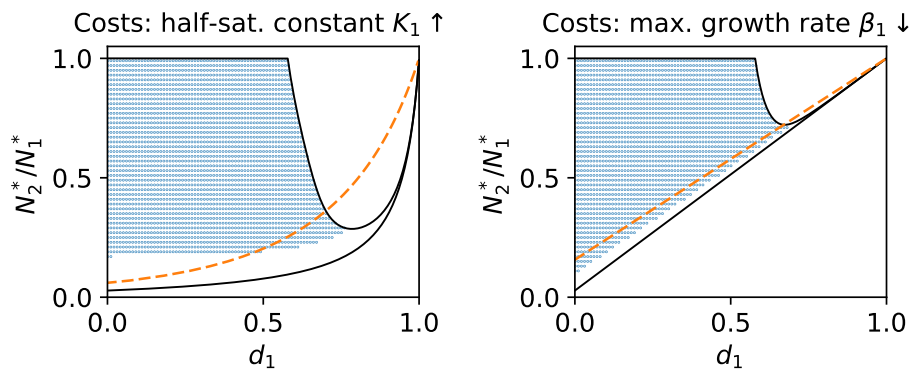 Costs: half-sat. constant K₁ ↑
1.0
0.5
0.0
N₂*/N₁*
0.0 0.5 1.0
d₁
Costs: max. growth rate β₁ ↓
1.0
0.5
0.0
N₂*/N₁*
0.0 0.5 1.0
d₁